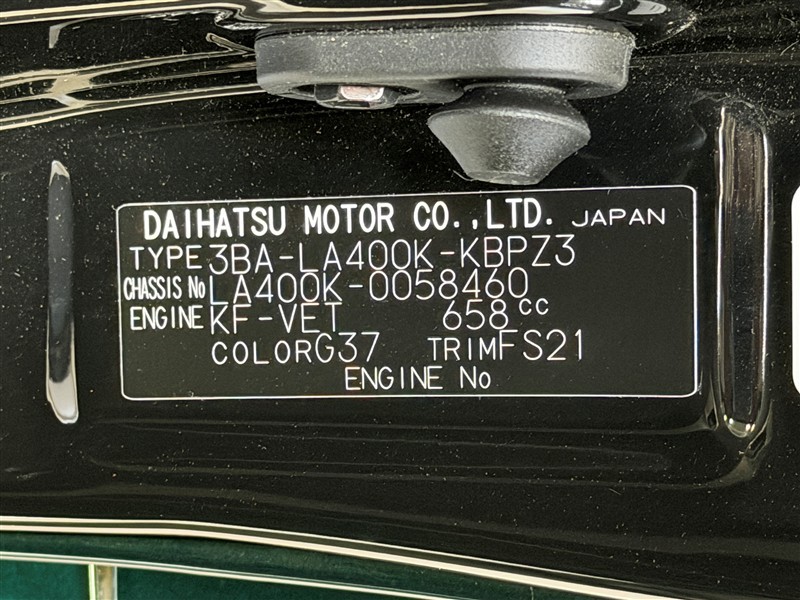 DAIHATSU MOTOR CO.,LTD. JAPAN
TYPE 3BA-LA400K-KBPZ3
CHASSIS No LA400K-0058460
ENGINE KF-VET 658cc
COLOR G37 TRIM FS21
ENGINE No